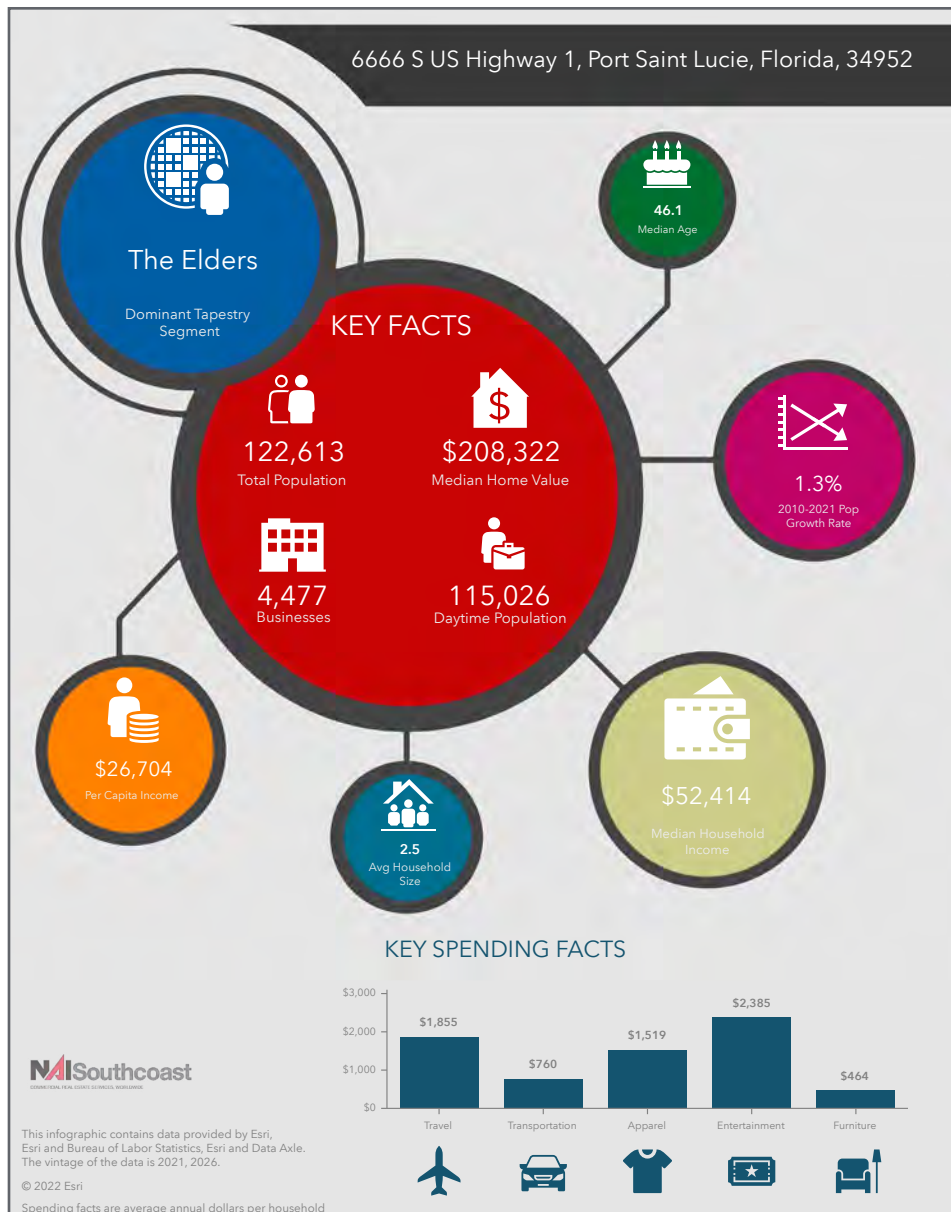 6666 S US Highway 1, Port Saint Lucie, Florida, 34952
The Elders
Dominant Tapestry
Segment
46.1
Median Age
KEY FACTS
122,613
Total Population
$208,322
Median Home Value
4,477
Businesses
115,026
Daytime Population
1.3%
2010-2021 Pop
Growth Rate
$26,704
Per Capita Income
2.5
Avg Household
Size
$52,414
Median Household
Income
KEY SPENDING FACTS
$3,000
$2,000
$1,000
$0
$1,855
$760
$1,519
$2,385
$464
Travel
Transportation
Apparel
Entertainment
Furniture
NAISouthcoast
COMMERCIAL REAL ESTATE SERVICES, WORLDWIDE
This infographic contains data provided by Esri,
Esri and Bureau of Labor Statistics, Esri and Data Axle.
The vintage of the data is 2021, 2026.
© 2022 Esri
Spending facts are average annual dollars per household